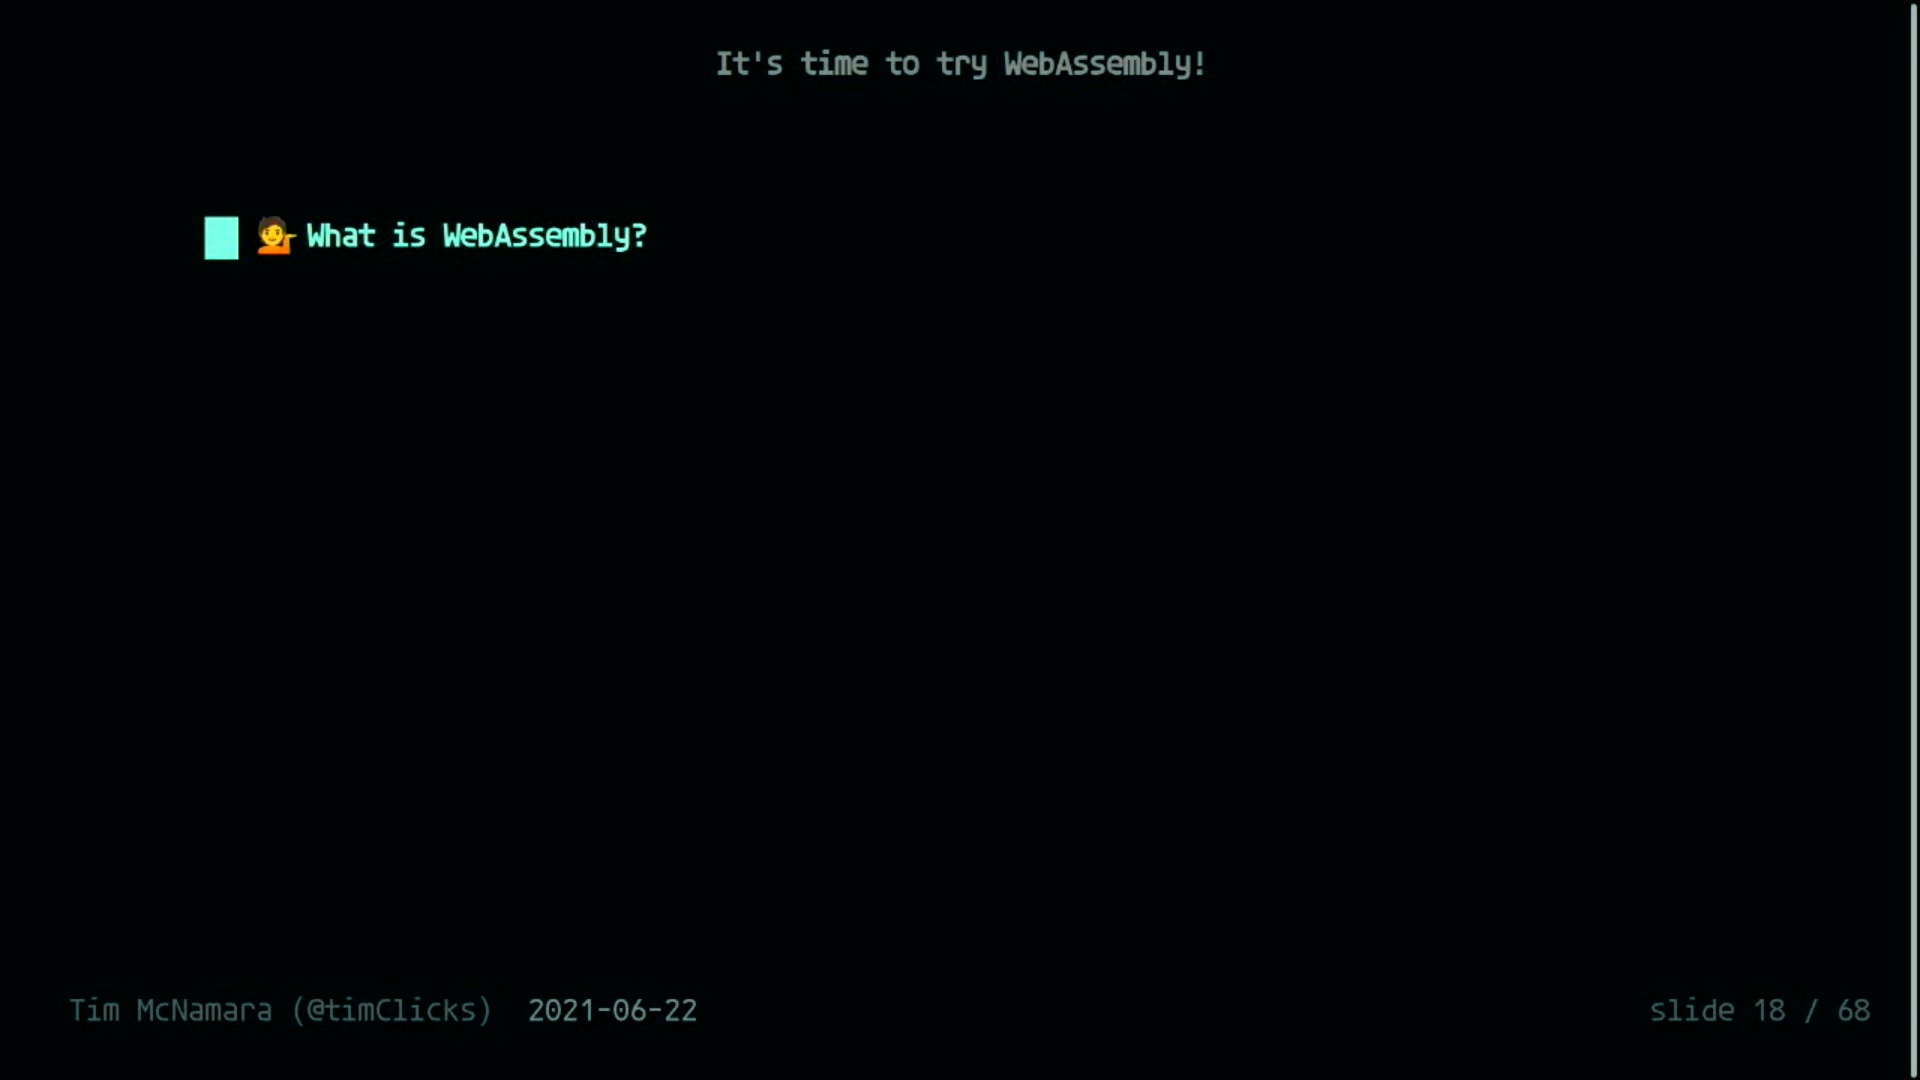 It's time to try WebAssembly!
💁 What is WebAssembly?
Tim McNamara (@timClicks) 2021-06-22
slide 18 / 68